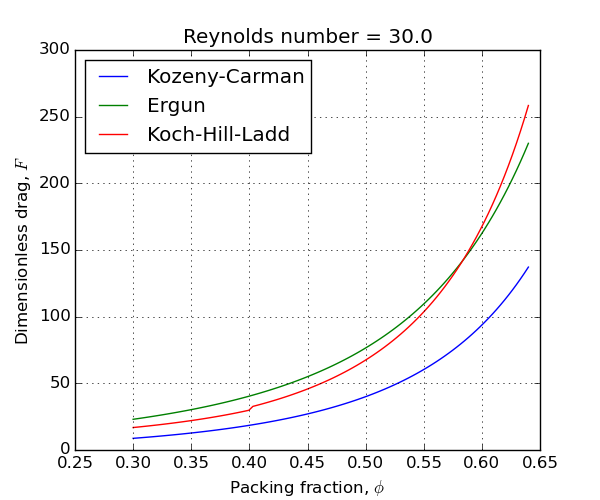 Reynolds number = 30.0
Kozeny-Carman
Ergun
Koch-Hill-Ladd
Dimensionless drag, F
300
250
200
150
100
50
0
0.25 0.30 0.35 0.40 0.45 0.50 0.55 0.60 0.65
Packing fraction, ϕ